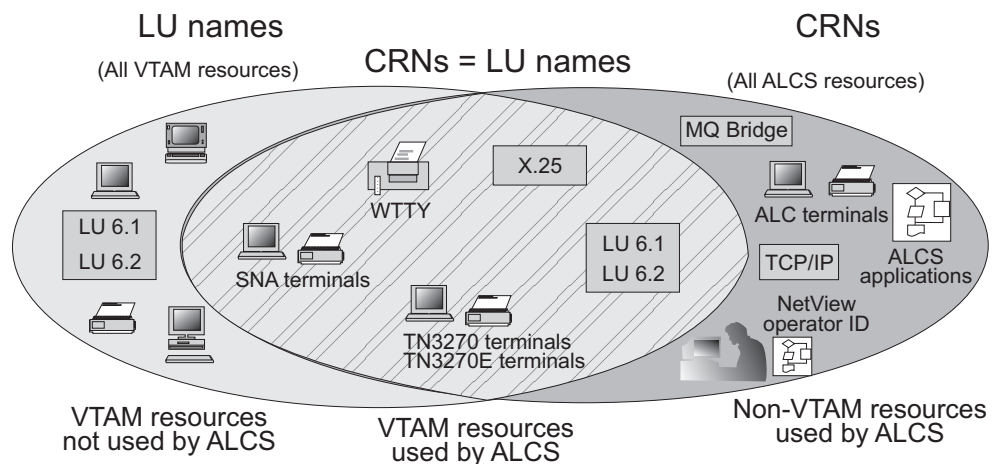 LU names
(All VTAM resources)
CRNs = LU names
CRNs
(All ALCS resources)
MQ Bridge
X.25
WTTY
ALC terminals
LU 6.1
LU 6.2
SNA terminals
LU 6.1
LU 6.2
TCP/IP
ALCS
applications
NetView
operator ID
TN3270 terminals
TN3270E terminals
VTAM resources
not used by ALCS
VTAM resources
used by ALCS
Non-VTAM resources
used by ALCS